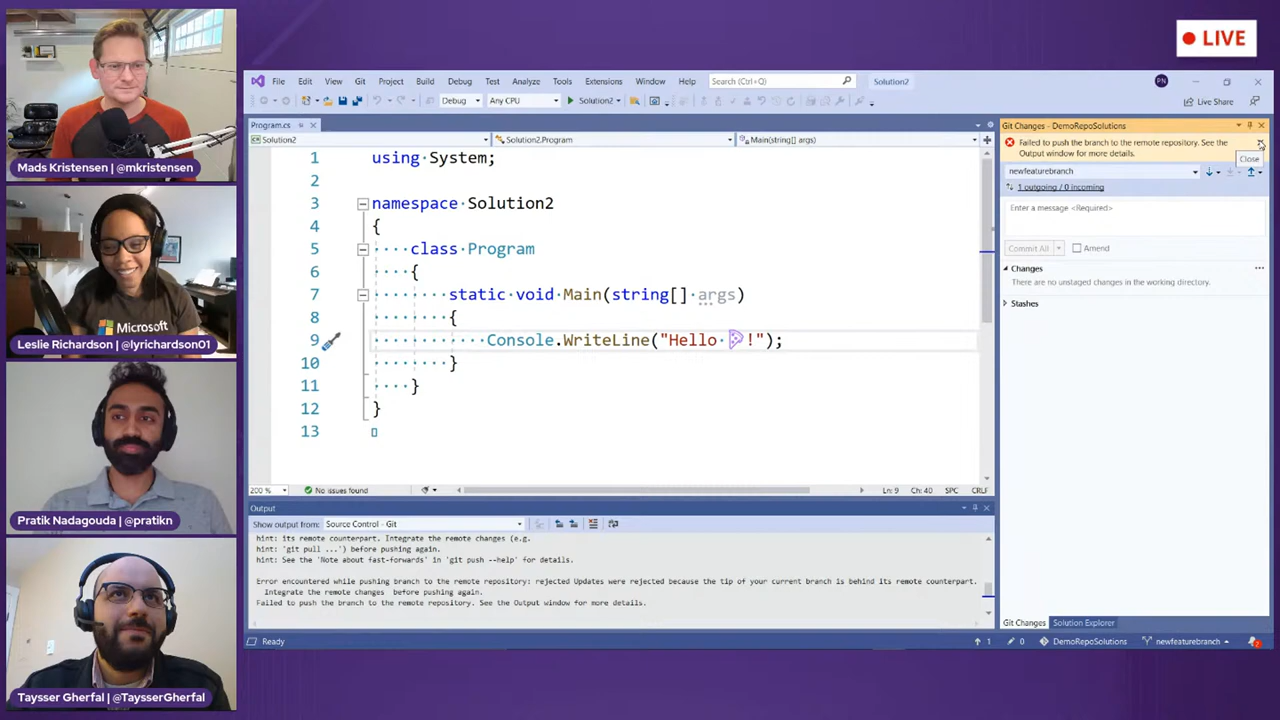 LIVE
Mads Kristensen | @mkristensen
Microsoft
Leslie Richardson | @lyrichardson01
Pratik Nadagouda | @pratikn
Taysser Gherfal | @TaysserGherfal
File Edit View Git Project Build Debug Test Analyze Tools Extensions Window Help Search (Ctrl+Q) Solution2 PN
Debug Any CPU Solution2 Live Share
Program.cs
Solution2 Solution2.Program Main(string[] args)
1 using System;
2
3 namespace Solution2
4 {
5 class Program
6 {
7 static void Main(string[] args)
8 {
9 Console.WriteLine("Hello 🍕!");
10 }
11 }
12 }
13
200 % No issues found Ln: 9 Ch: 40 SPC CRLF
Output
Show output from: Source Control - Git
hint: its remote counterpart. Integrate the remote changes (e.g.
hint: 'git pull ...') before pushing again.
hint: See the 'Note about fast-forwards' in 'git push --help' for details.
Error encountered while pushing branch to the remote repository: rejected Updates were rejected because the tip of your current branch is behind its remote counterpart.
Integrate the remote changes before pushing again.
Failed to push the branch to the remote repository. See the Output window for more details.
Git Changes - DemoRepoSolutions
Failed to push the branch to the remote repository. See the
Output window for more details.
Close
newfeaturebranch
1 outgoing / 0 incoming
Enter a message <Required>
Commit All Amend
Changes
There are no unstaged changes in the working directory.
Stashes
Git Changes Solution Explorer
Ready 1 0 DemoRepoSolutions newfeaturebranch 2